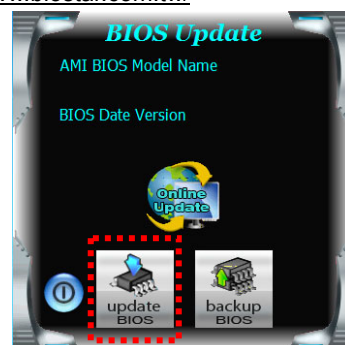 BIOS Update
AMI BIOS Model Name
BIOS Date Version
Online
Update
update
BIOS
backup
BIOS